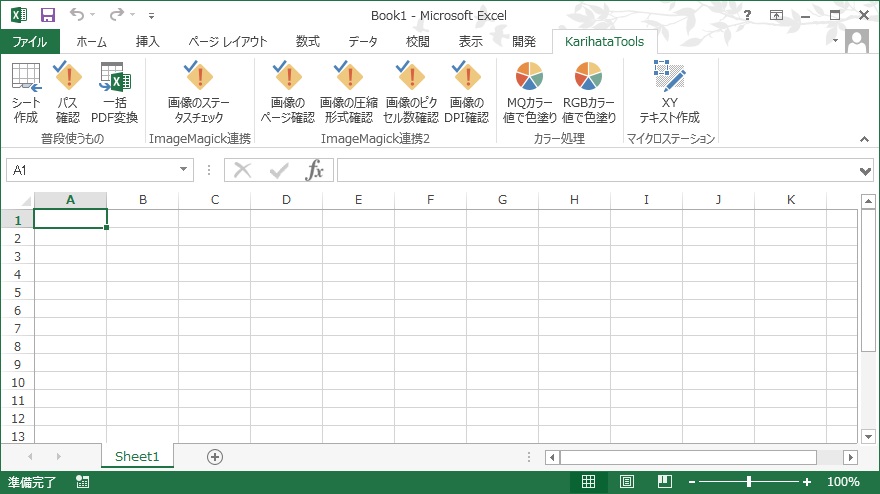 Book1 - Microsoft Excel
ファイル ホーム 挿入 ページ レイアウト 数式 データ 校閲 表示 開発 KarihataTools
シート作成 パス確認 一括PDF変換 画像のステータスチェック 画像のページ確認 画像の圧縮形式確認 画像のピクセル数確認 画像のDPI確認 MQカラー値で色塗り RGBカラー値で色塗り XYテキスト作成
普段使うもの ImageMagick連携 ImageMagick連携2 カラー処理 マイクロステーション
A1 fx
A B C D E F G H I J K
1
2
3
4
5
6
7
8
9
10
11
12
13
Sheet1
準備完了 100%